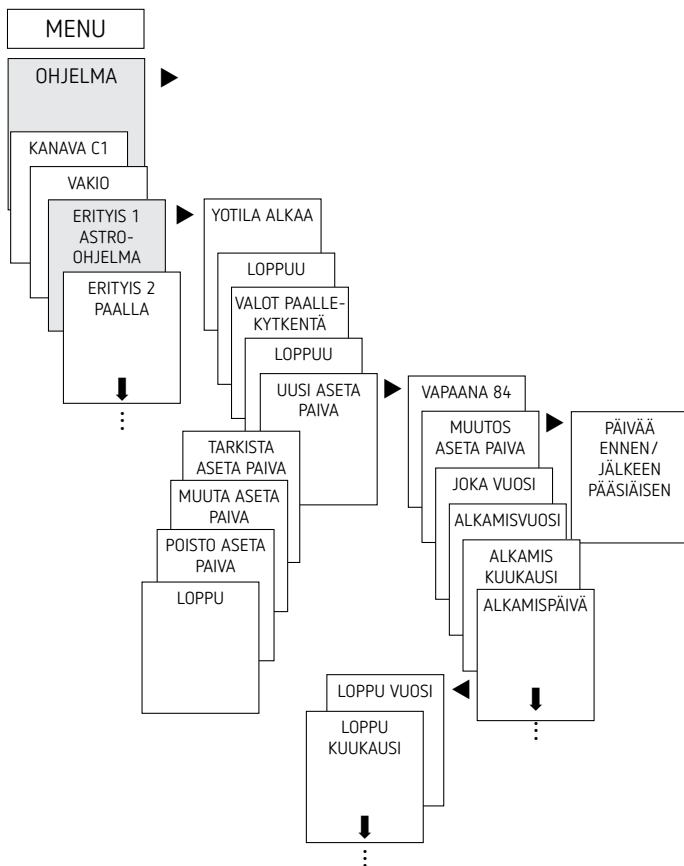 MENU
OHJELMA
KANAVA C1
VAKIO
ERITYIS 1
ASTRO-
OHJELMA
ERITYIS 2
PAALLA
YOTILA ALKAA
LOPPUU
VALOT PAALLE-
KYTKENTÄ
LOPPUU
UUSI ASETA
PAIVA
TARKISTA
ASETA PAIVA
MUUTA ASETA
PAIVA
POISTO ASETA
PAIVA
LOPPU
VAPAANA 84
MUUTOS
ASETA PAIVA
JOKA VUOSI
ALKAMISVUOSI
ALKAMIS
KUUKAUSI
ALKAMISPÄIVÄ
PÄIVÄÄ
ENNEN/
JÄLKEEN
PÄÄSIÄISEN
LOPPU VUOSI
LOPPU
KUUKAUSI